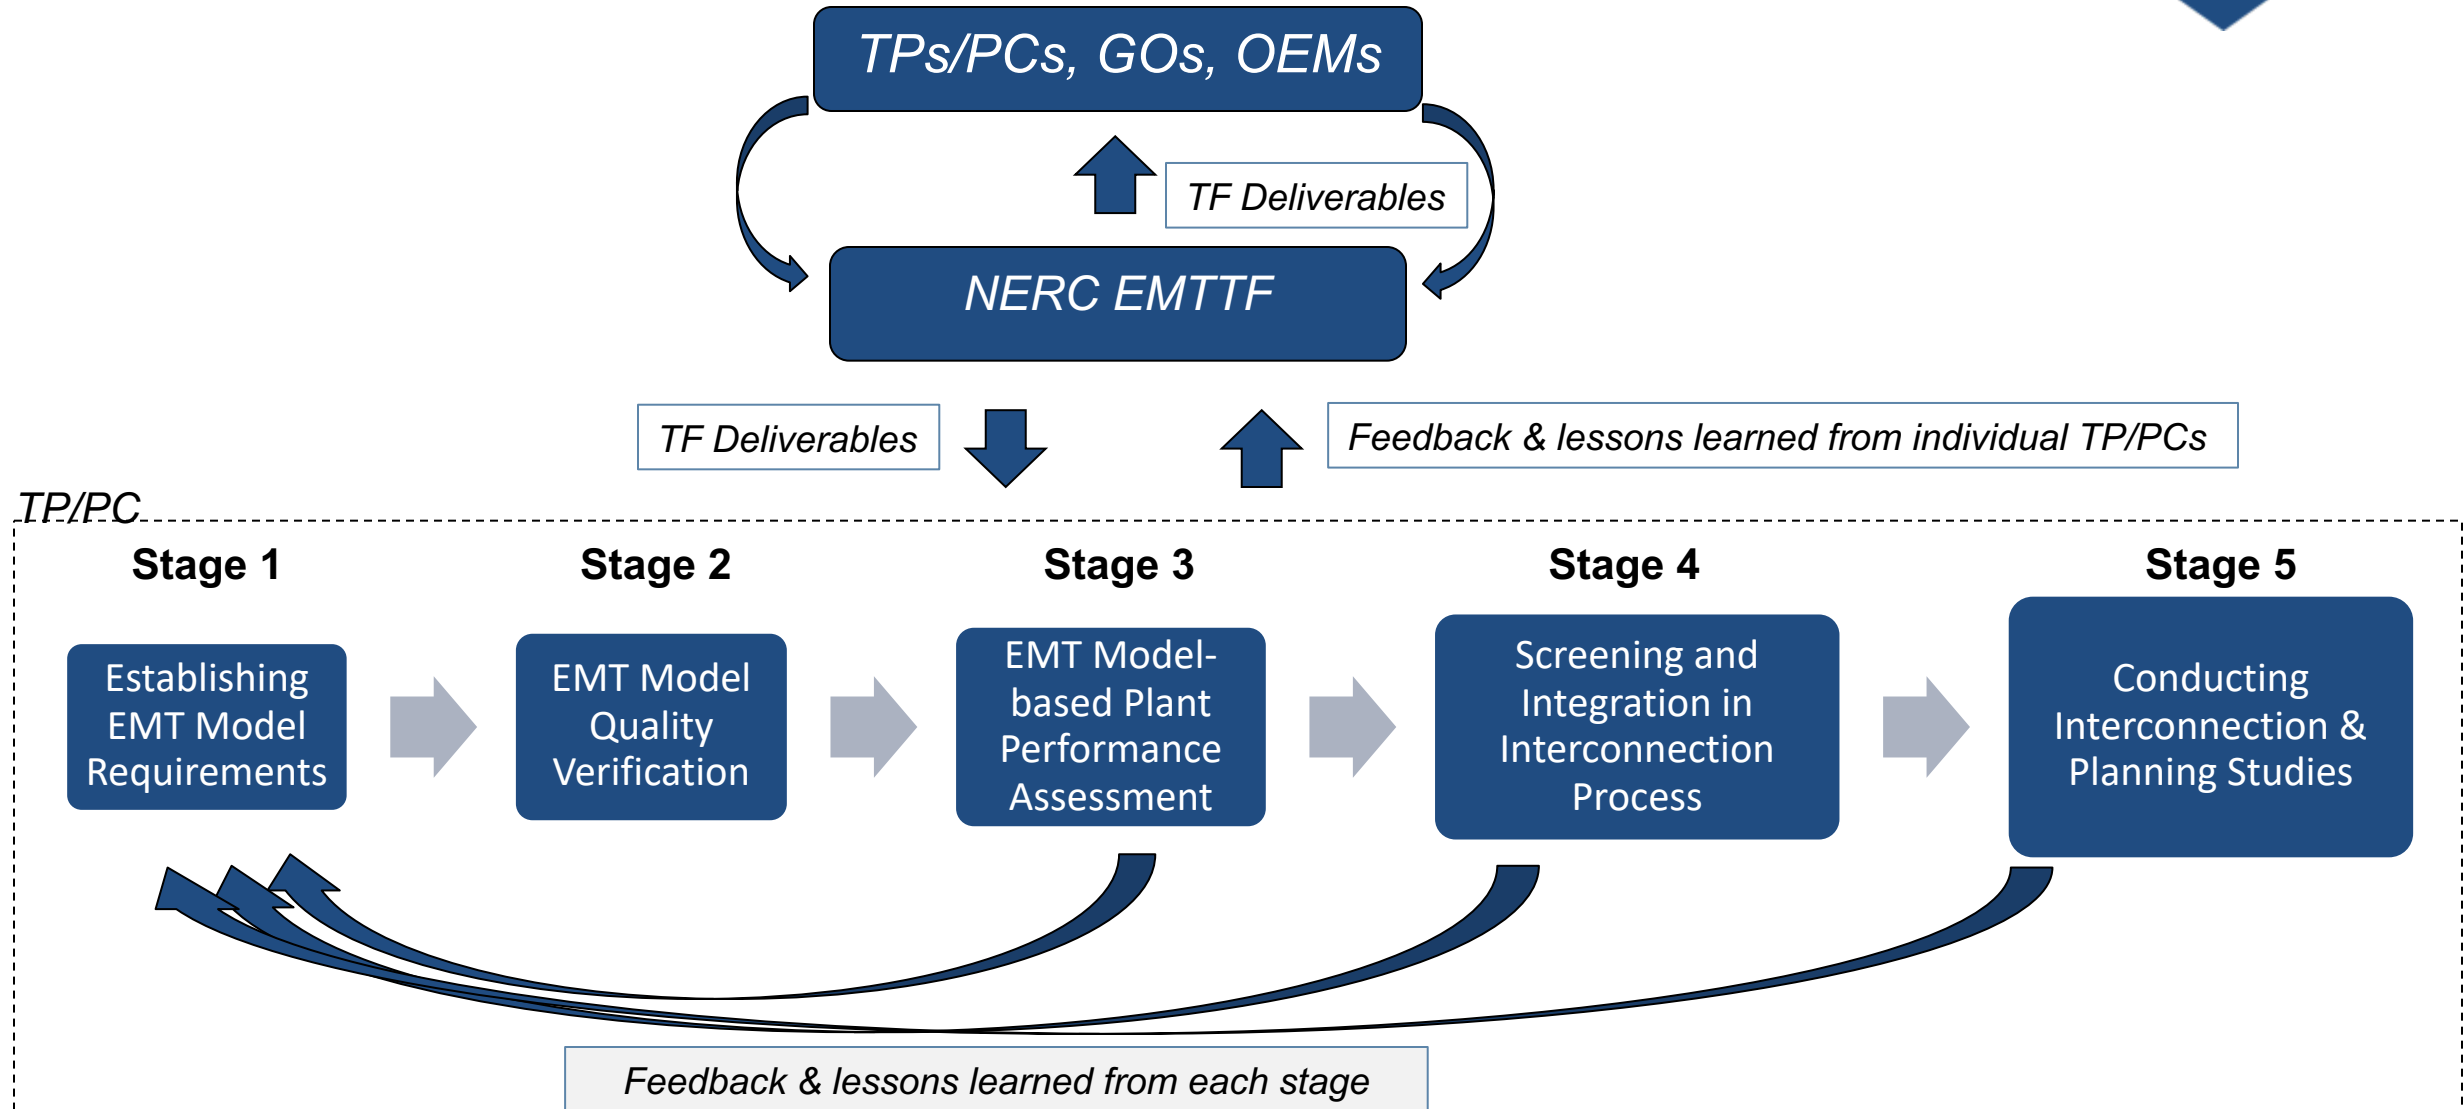 TPs/PCs, GOs, OEMs
TF Deliverables
NERC EMTTF
TF Deliverables
Feedback & lessons learned from individual TP/PCs
TP/PC
Stage 1
Stage 2
Stage 3
Stage 4
Stage 5
Establishing
EMT Model
Requirements
EMT Model
Quality
Verification
EMT Model-
based Plant
Performance
Assessment
Screening and
Integration in
Interconnection
Process
Conducting
Interconnection &
Planning Studies
Feedback & lessons learned from each stage